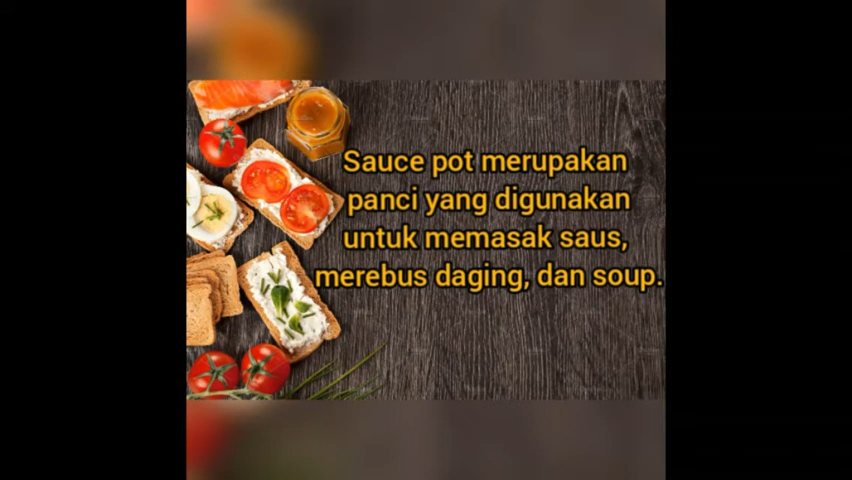 Sauce pot merupakan
panci yang digunakan
untuk memasak saus,
merebus daging, dan soup.